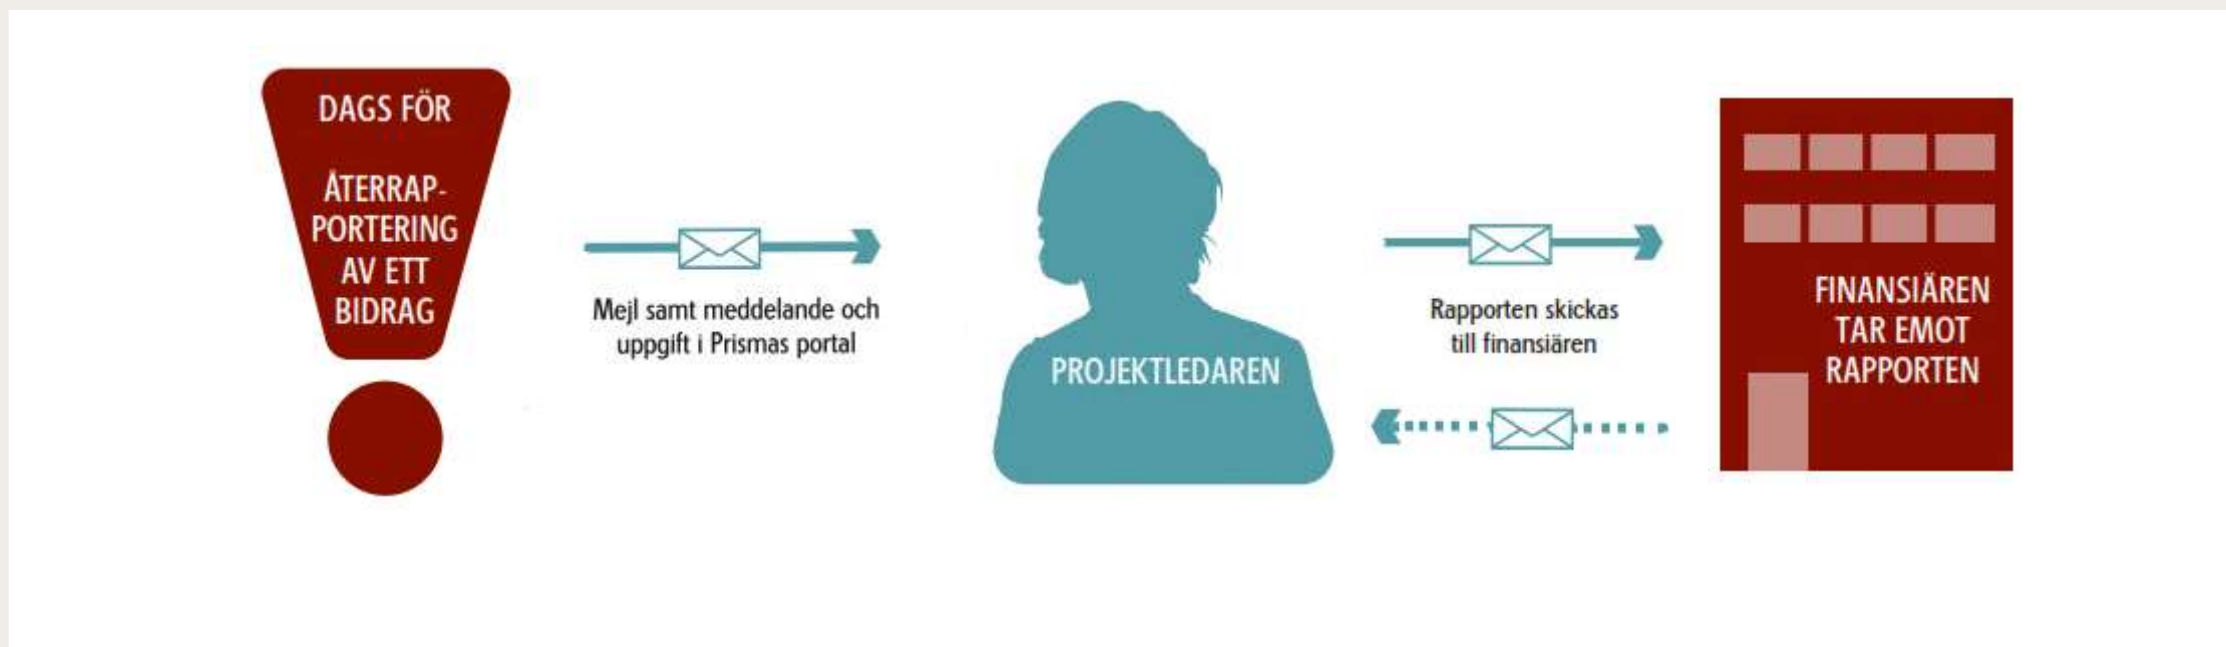 DAGS FÖR
ÅTERRAP-
PORTERING
AV ETT
BIDRAG
Mejl samt meddelande och
uppgift i Prismas portal
PROJEKTLEDAREN
Rapporten skickas
till finansiären
FINANSIÄREN
TAR EMOT
RAPPORTEN